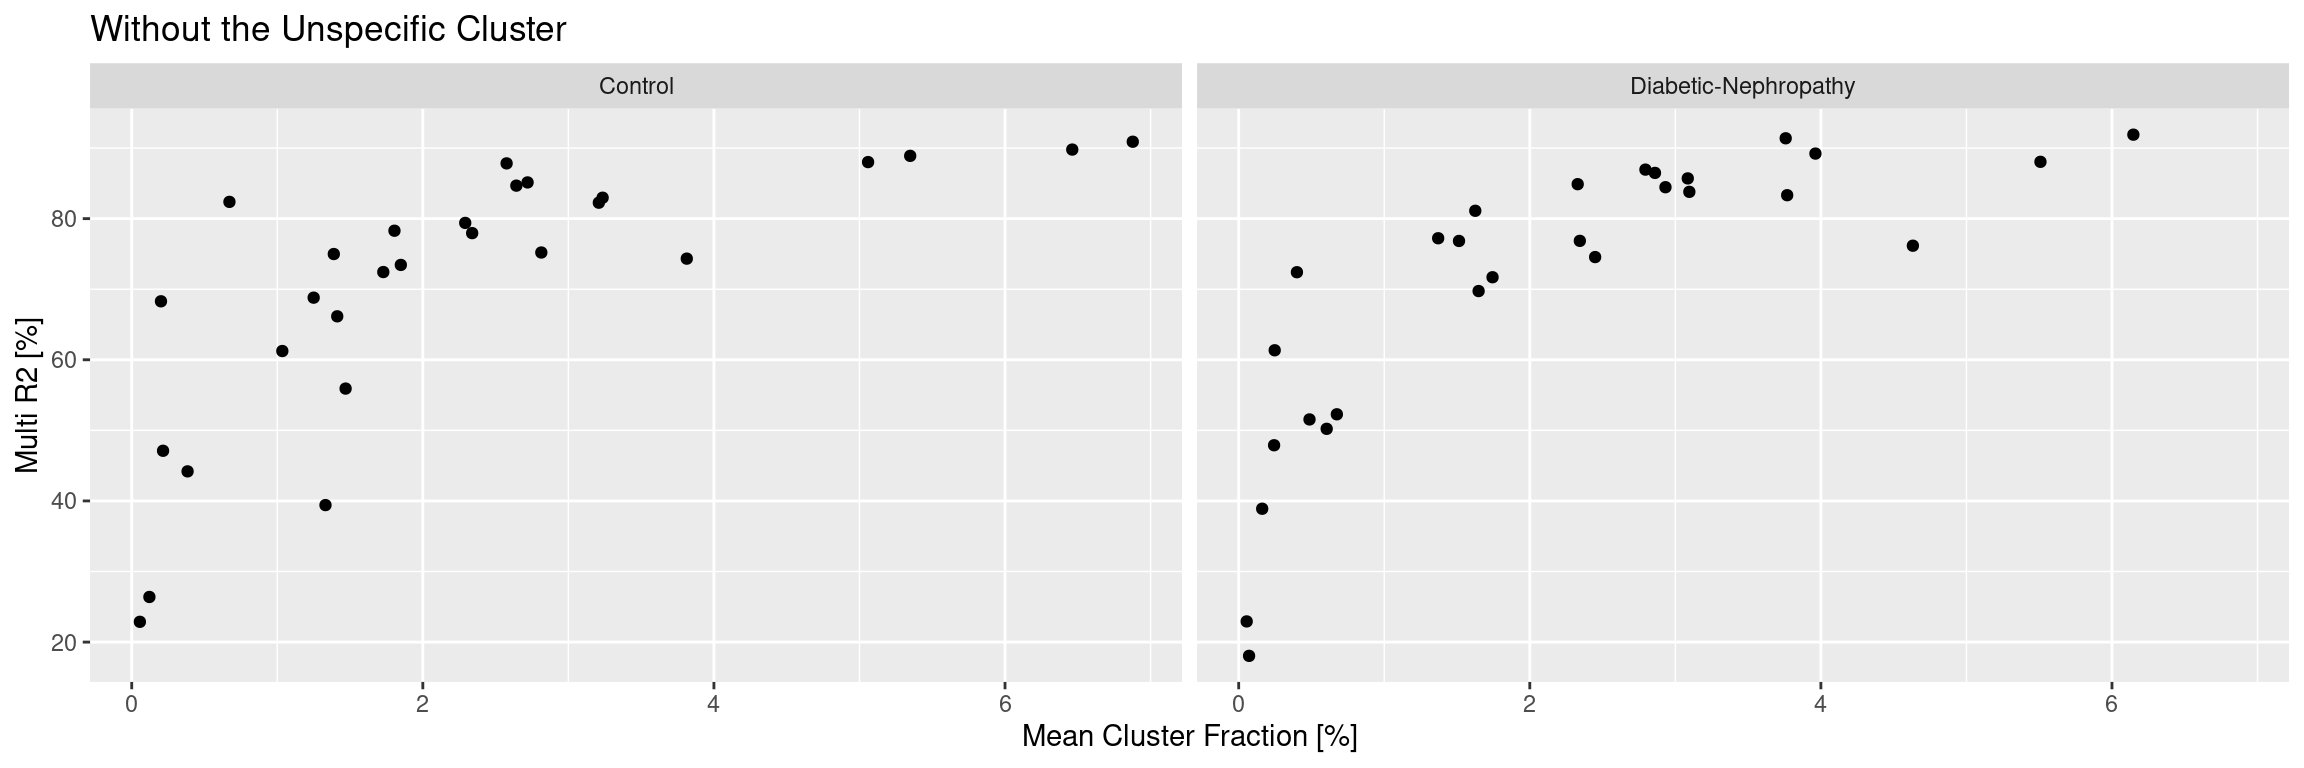 Without the Unspecific Cluster
Control
Diabetic-Nephropathy
Multi R2 [%]
80
60
40
20
0 2 4 6
0 2 4 6
Mean Cluster Fraction [%]